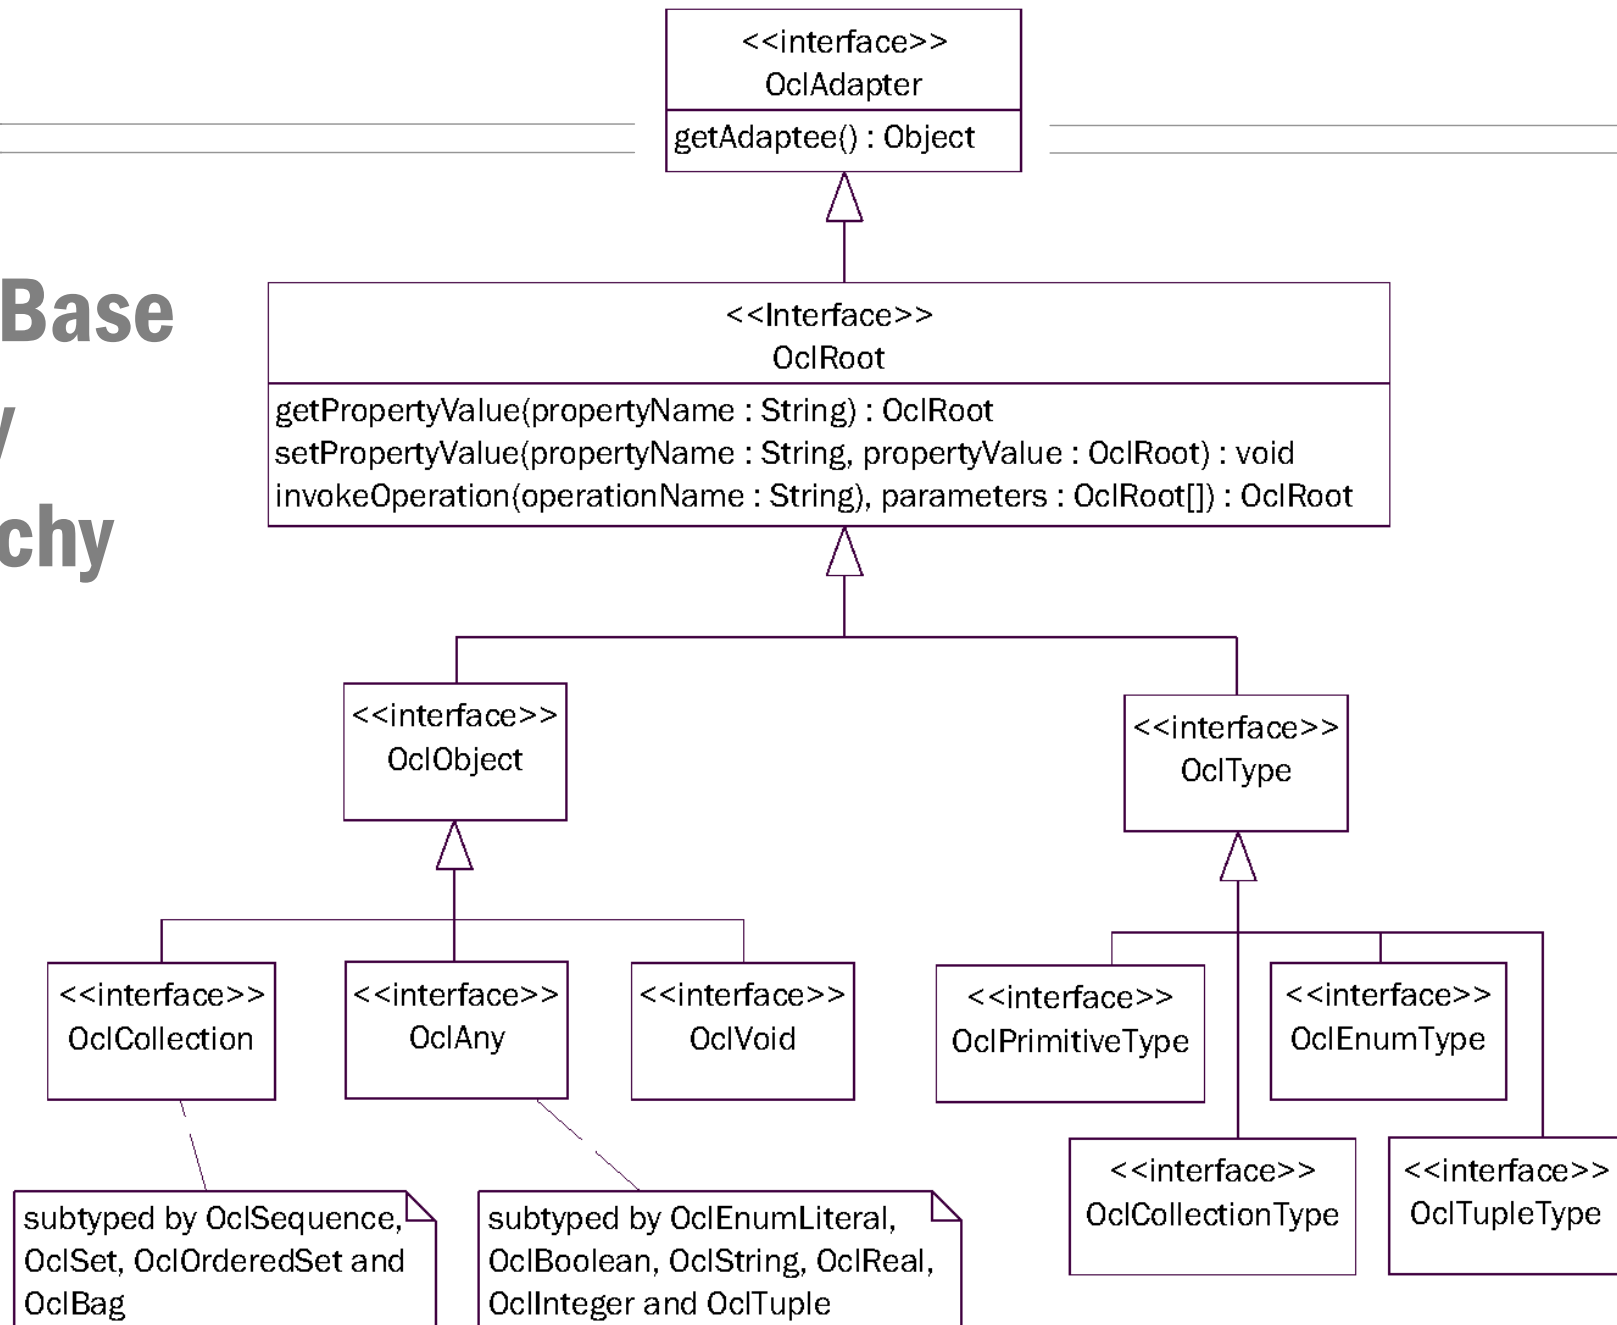 <<interface>>
OclAdapter
getAdaptee() : Object
Base
y
chy
<<Interface>>
OclRoot
getPropertyValue(propertyName : String) : OclRoot
setPropertyValue(propertyName : String, propertyValue : OclRoot) : void
invokeOperation(operationName : String), parameters : OclRoot[]) : OclRoot
<<interface>>
OclObject
<<interface>>
OclType
<<interface>>
OclCollection
<<interface>>
OclAny
<<interface>>
OclVoid
<<interface>>
OclPrimitiveType
<<interface>>
OclEnumType
<<interface>>
OclCollectionType
<<interface>>
OclTupleType
subtyped by OclSequence,
OclSet, OclOrderedSet and
OclBag
subtyped by OclEnumLiteral,
OclBoolean, OclString, OclReal,
OclInteger and OclTuple